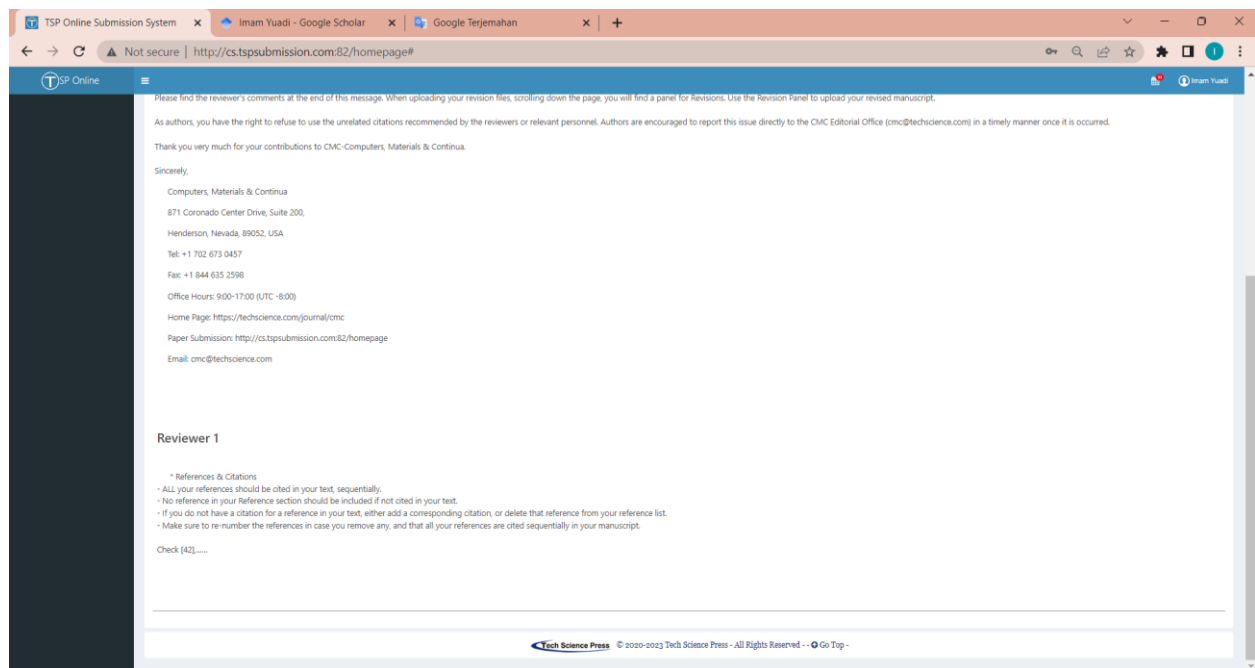 TSP Online Submission System
Imam Yuadi - Google Scholar
Google Terjemahan
Not secure | http://cs.tspsubmission.com:82/homepage#
TSP Online
Imam Yuadi
Please find the reviewer's comments at the end of this message. When uploading your revision files, scrolling down the page, you will find a panel for Revisions. Use the Revision Panel to upload your revised manuscript.
As authors, you have the right to refuse to use the unrelated citations recommended by the reviewers or relevant personnel. Authors are encouraged to report this issue directly to the CMC Editorial Office (cmc@techscience.com) in a timely manner once it is occurred.
Thank you very much for your contributions to CMC-Computers, Materials & Continua.
Sincerely,
Computers, Materials & Continua
871 Coronado Center Drive, Suite 200,
Henderson, Nevada, 89052, USA
Tel: +1 702 673 0457
Fax: +1 844 635 2598
Office Hours: 9:00-17:00 (UTC -8:00)
Home Page: https://techscience.com/journal/cmc
Paper Submission: http://cs.tspsubmission.com:82/homepage
Email: cmc@techscience.com
Reviewer 1
* References & Citations
- ALL your references should be cited in your text, sequentially.
- No reference in your Reference section should be included if not cited in your text.
- If you do not have a citation for a reference in your text, either add a corresponding citation, or delete that reference from your reference list.
- Make sure to re-number the references in case you remove any, and that all your references are cited sequentially in your manuscript.
Check [42],......
Tech Science Press © 2020-2023 Tech Science Press - All Rights Reserved - - Go Top -